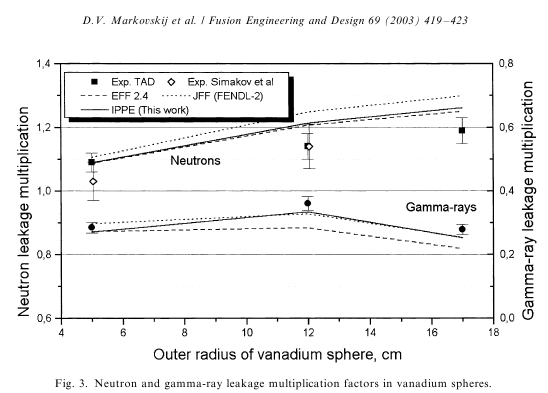 D.V. Markovskij et al. / Fusion Engineering and Design 69 (2003) 419–423
1,4
1,2
1,0
0,8
0,6
Neutron leakage multiplication
Exp. TAD Exp. Simakov et al
EFF 2.4 JFF (FENDL-2)
IPPE (This work)
Neutrons
Gamma-rays
0,8
0,6
0,4
0,2
0,0
Gamma-ray leakage multiplication
4 6 8 10 12 14 16 18
Outer radius of vanadium sphere, cm
Fig. 3. Neutron and gamma-ray leakage multiplication factors in vanadium spheres.